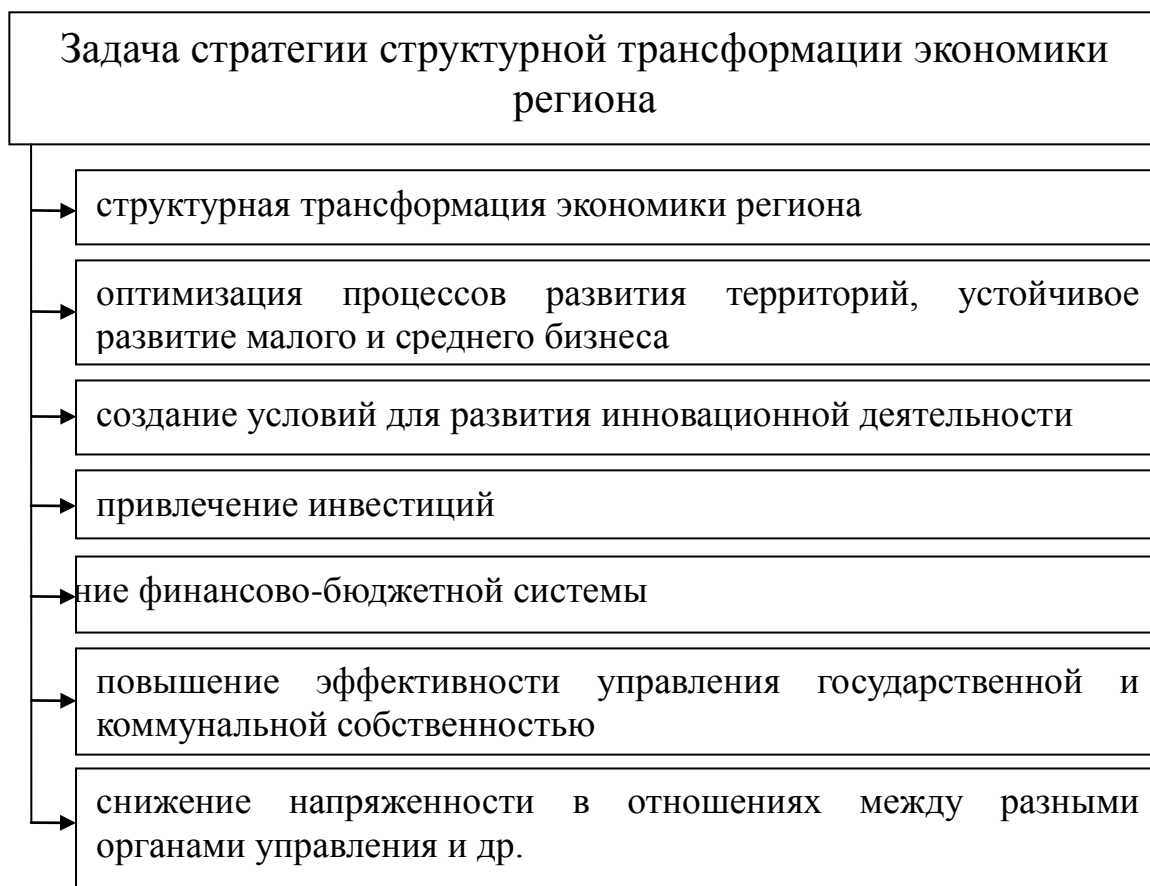 Задача стратегии структурной трансформации экономики
региона
структурная трансформация экономики региона
оптимизация процессов развития территорий, устойчивое
развитие малого и среднего бизнеса
создание условий для развития инновационной деятельности
привлечение инвестиций
ние финансово-бюджетной системы
повышение эффективности управления государственной и
коммунальной собственностью
снижение напряженности в отношениях между разными
органами управления и др.